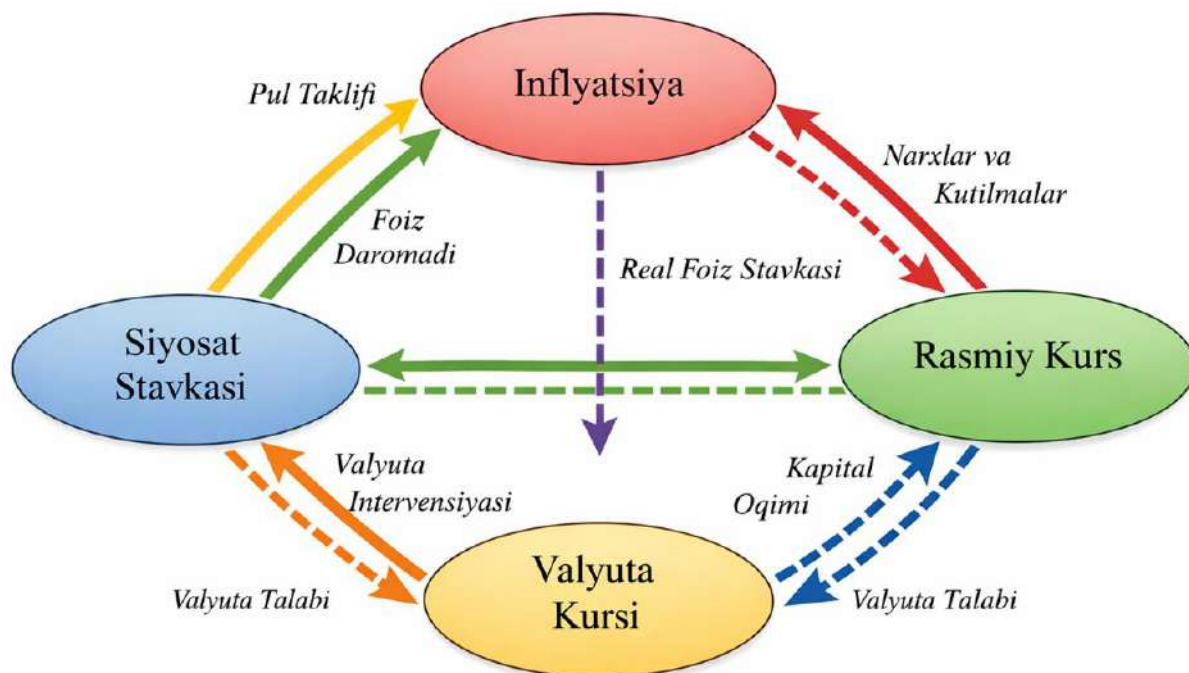 Inflyatsiya
Pul Taklifi
Narxlar va
Kutilmalar
Foiz
Daromadi
Real Foiz Stavkasi
Siyosat
Stavkasi
Rasmiy Kurs
Valyuta
Intervensiyasi
Kapital
Oqimi
Valyuta
Kursi
Valyuta Talabi
Valyuta Talabi